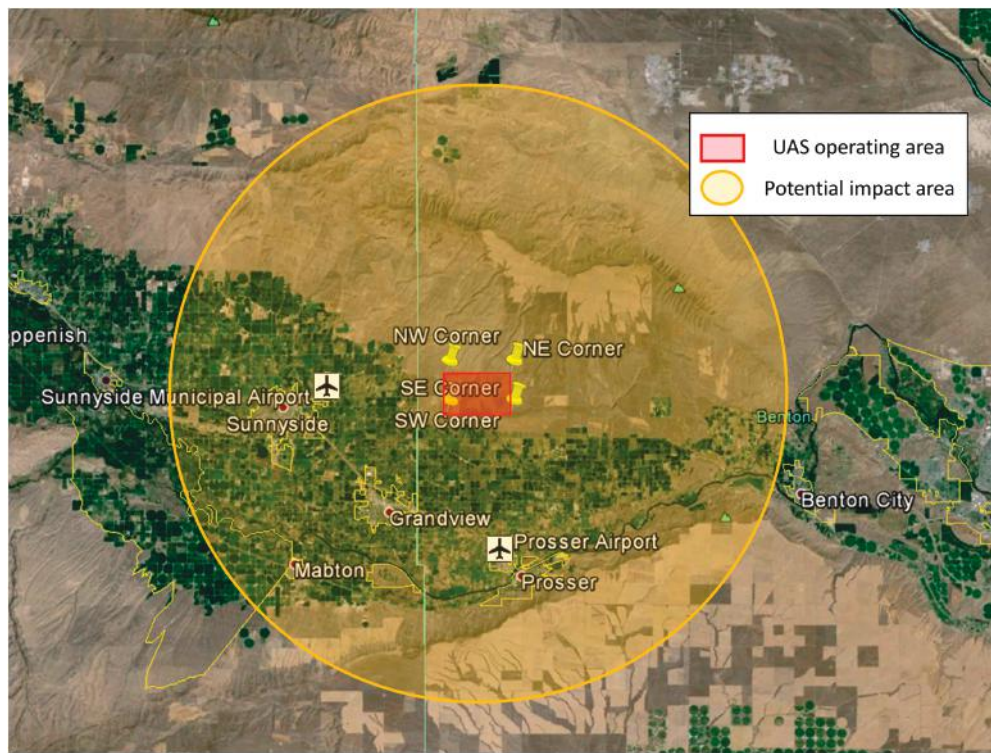 UAS operating area
Potential impact area
NW Corner
NE Corner
oppenish
SE Corner
Sunnyside Municipal Airport
SW Corner
Sunnyside
Benton
Benton City
Grandview
Prosser Airport
Mabton
Prosser